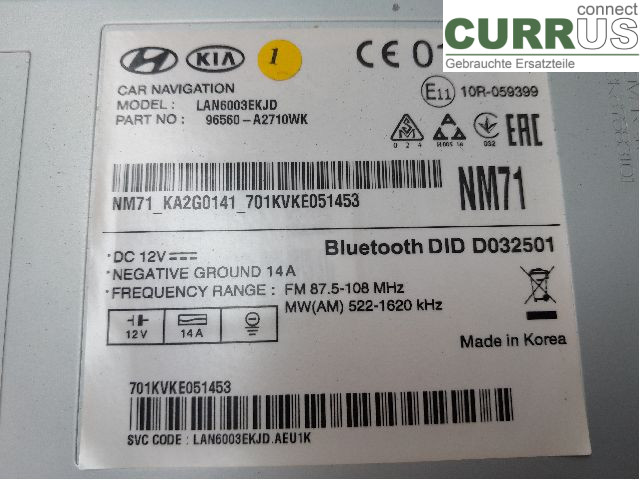 connect
CURRUS
Gebrauchte Ersatzteile
HYUNDAI KIA 1 CE
CAR NAVIGATION
MODEL : LAN6003EKJD
PART NO : 96560-A2710WK
E11 10R-059399
024
002
EAC
NM71_KA2G0141_701KVKE051453
NM71
Bluetooth DID D032501
·DC 12V
·NEGATIVE GROUND 14A
·FREQUENCY RANGE : FM 87.5-108 MHz
MW(AM) 522-1620 kHz
12V 14A
Made in Korea
701KVKE051453
SVC CODE : LAN6003EKJD.AEU1K